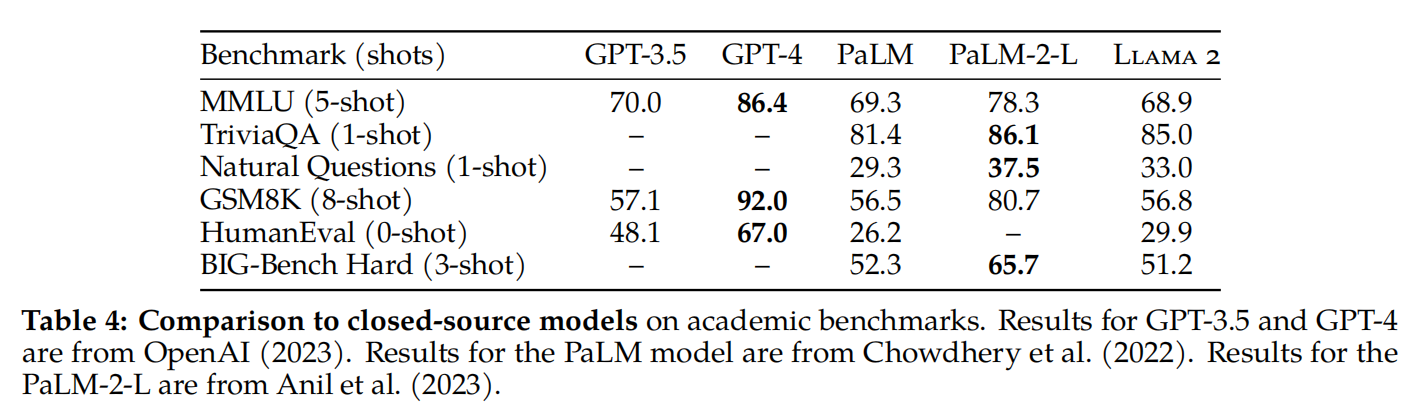 Benchmark (shots) GPT-3.5 GPT-4 PaLM PaLM-2-L LLAMA 2
MMLU (5-shot) 70.0 86.4 69.3 78.3 68.9
TriviaQA (1-shot) – – 81.4 86.1 85.0
Natural Questions (1-shot) – – 29.3 37.5 33.0
GSM8K (8-shot) 57.1 92.0 56.5 80.7 56.8
HumanEval (0-shot) 48.1 67.0 26.2 – 29.9
BIG-Bench Hard (3-shot) – – 52.3 65.7 51.2
Table 4: Comparison to closed-source models on academic benchmarks. Results for GPT-3.5 and GPT-4
are from OpenAI (2023). Results for the PaLM model are from Chowdhery et al. (2022). Results for the
PaLM-2-L are from Anil et al. (2023).